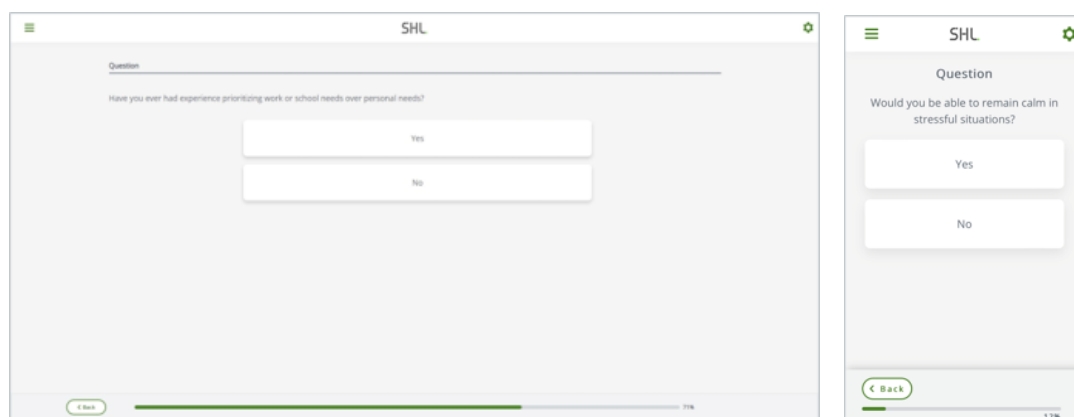 SHL
Question
Have you ever had experience prioritizing work or school needs over personal needs?
Yes
No
< Back
71%
SHL
Question
Would you be able to remain calm in
stressful situations?
Yes
No
< Back
12%